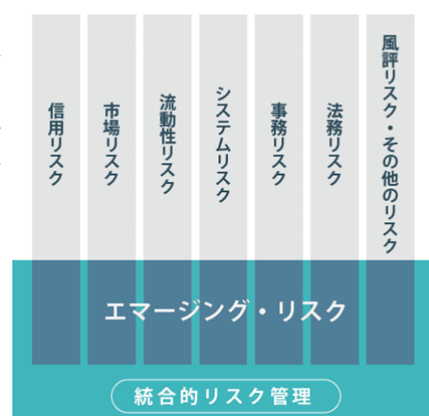 信用リスク
市場リスク
流動性リスク
システムリスク
事務リスク
法務リスク
風評リスク・その他のリスク
エマージング・リスク
統合的リスク管理